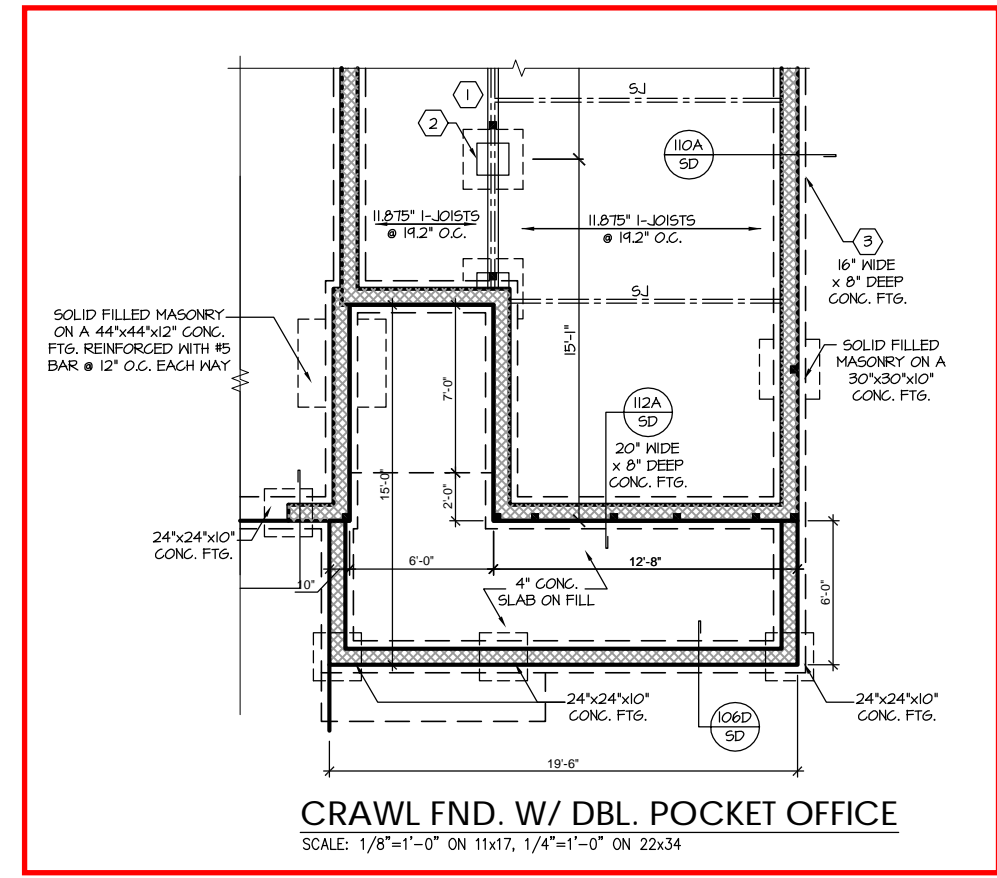 SJ
1
2
110A
SD
11.875" I-JOISTS
@ 19.2" O.C.
11.875" I-JOISTS
@ 19.2" O.C.
3
16" WIDE
x 8" DEEP
CONC. FTG.
SJ
SOLID FILLED MASONRY
ON A 44"x44"x12" CONC.
FTG. REINFORCED WITH #5
BAR @ 12" O.C. EACH WAY
15'-1"
SOLID FILLED
MASONRY ON A
30"x30"x10"
CONC. FTG.
7'-0"
112A
SD
20" WIDE
x 8" DEEP
CONC. FTG.
15'-0"
2'-0"
24"x24"x10"
CONC. FTG.
10"
6'-0"
12'-8"
4" CONC.
SLAB ON FILL
6'-0"
24"x24"x10"
CONC. FTG.
24"x24"x10"
CONC. FTG.
106D
SD
19'-6"
CRAWL FND. W/ DBL. POCKET OFFICE
SCALE: 1/8"=1'-0" ON 11x17, 1/4"=1'-0" ON 22x34